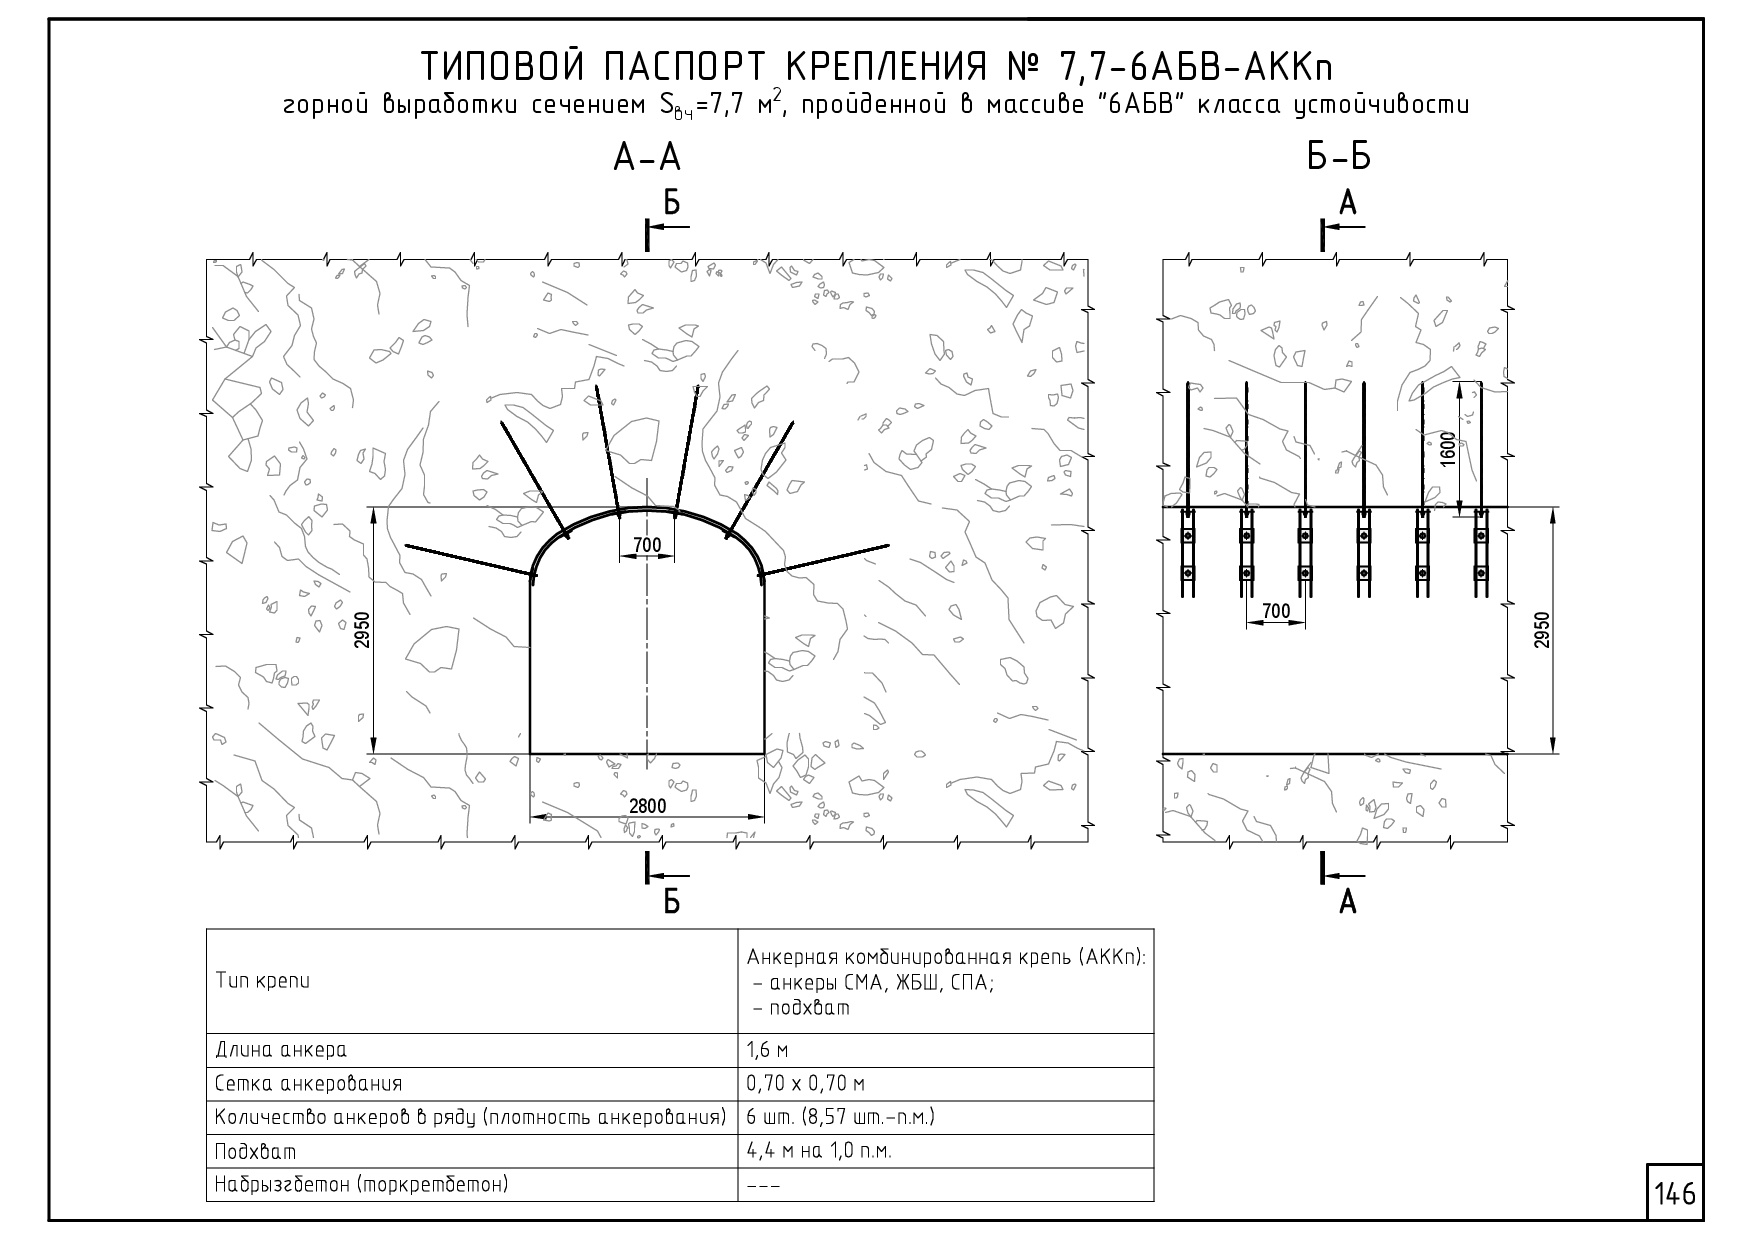 ТИПОВОЙ ПАСПОРТ КРЕПЛЕНИЯ № 7,7-6АБВ-АККп
горной выработки сечением Sвч=7,7 м², пройденной в массиве "6АБВ" класса устойчивости
А-А
Б-Б
Б
А
1600
700
700
2950
2950
2800
Б
А
Тип крепи
Анкерная комбинированная крепь (АККп):
- анкеры СМА, ЖБШ, СПА;
- подхват
Длина анкера
1,6 м
Сетка анкерования
0,70 х 0,70 м
Количество анкеров в ряду (плотность анкерования)
6 шт. (8,57 шт.-п.м.)
Подхват
4,4 м на 1,0 п.м.
Набрызгбетон (торкретбетон)
---
146